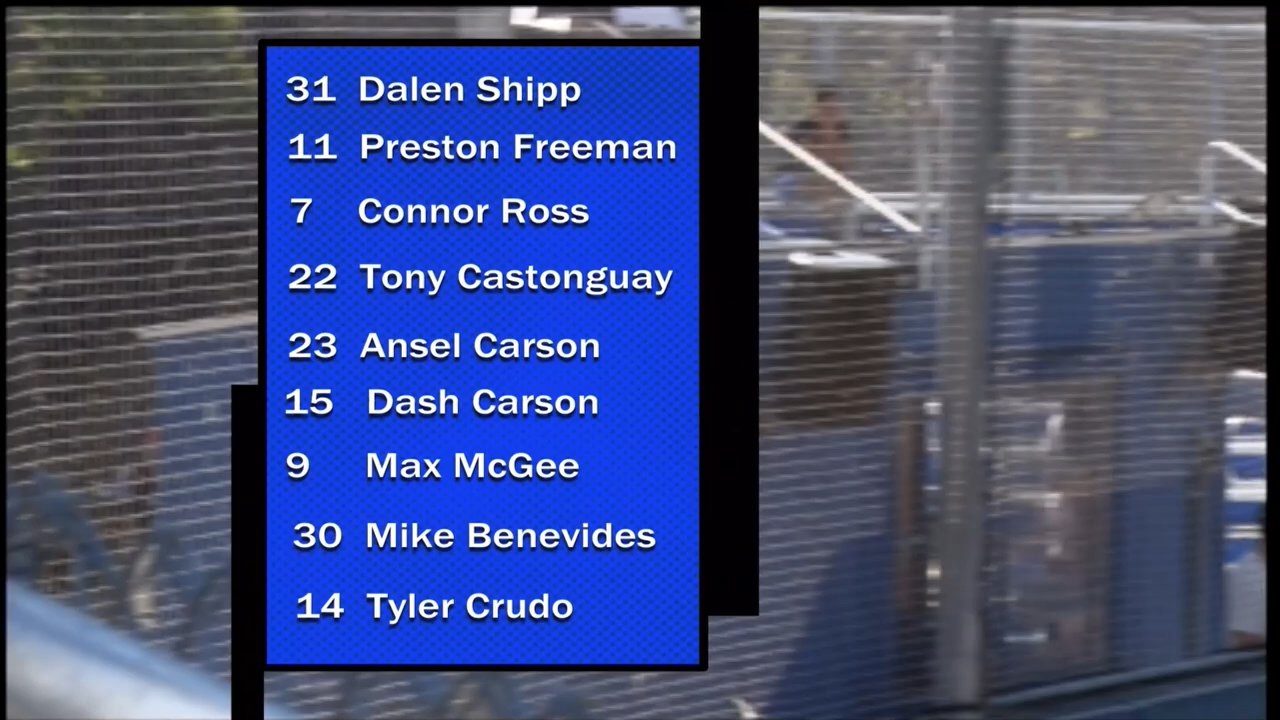 31 Dalen Shipp
11 Preston Freeman
7 Connor Ross
22 Tony Castonguay
23 Ansel Carson
15 Dash Carson
9 Max McGee
30 Mike Benevides
14 Tyler Crudo